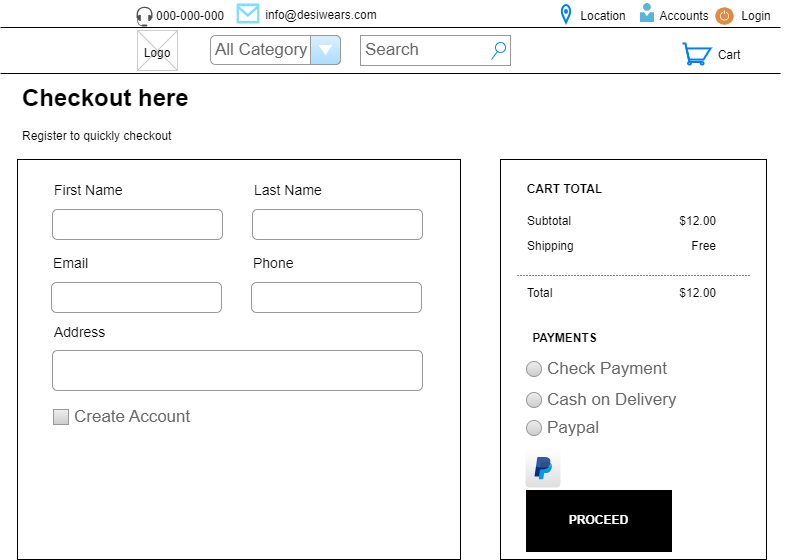 000-000-000 info@desiwears.com Location Accounts Login
Logo All Category Search Cart
Checkout here
Register to quickly checkout
First Name Last Name
Email Phone
Address
Create Account
CART TOTAL
Subtotal $12.00
Shipping Free
Total $12.00
PAYMENTS
Check Payment
Cash on Delivery
Paypal
PROCEED